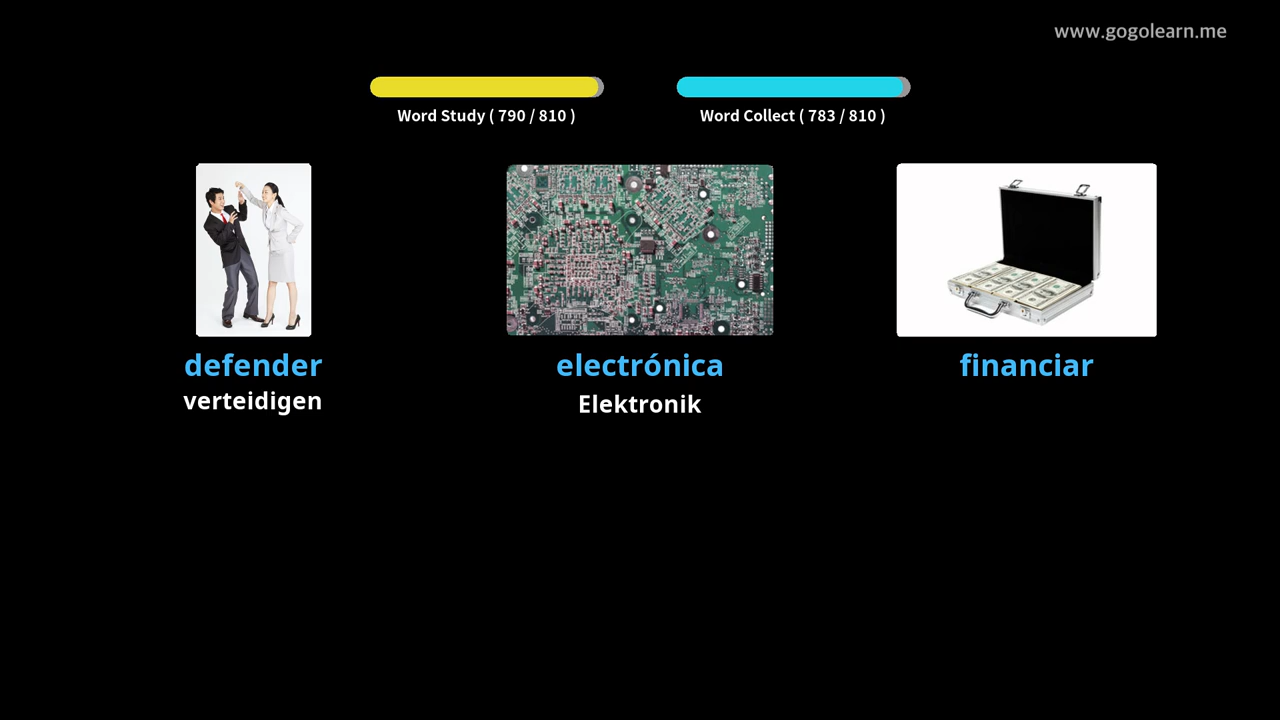 www.gogolearn.me
Word Study ( 790 / 810 )
Word Collect ( 783 / 810 )
defender
verteidigen
electrónica
Elektronik
financiar